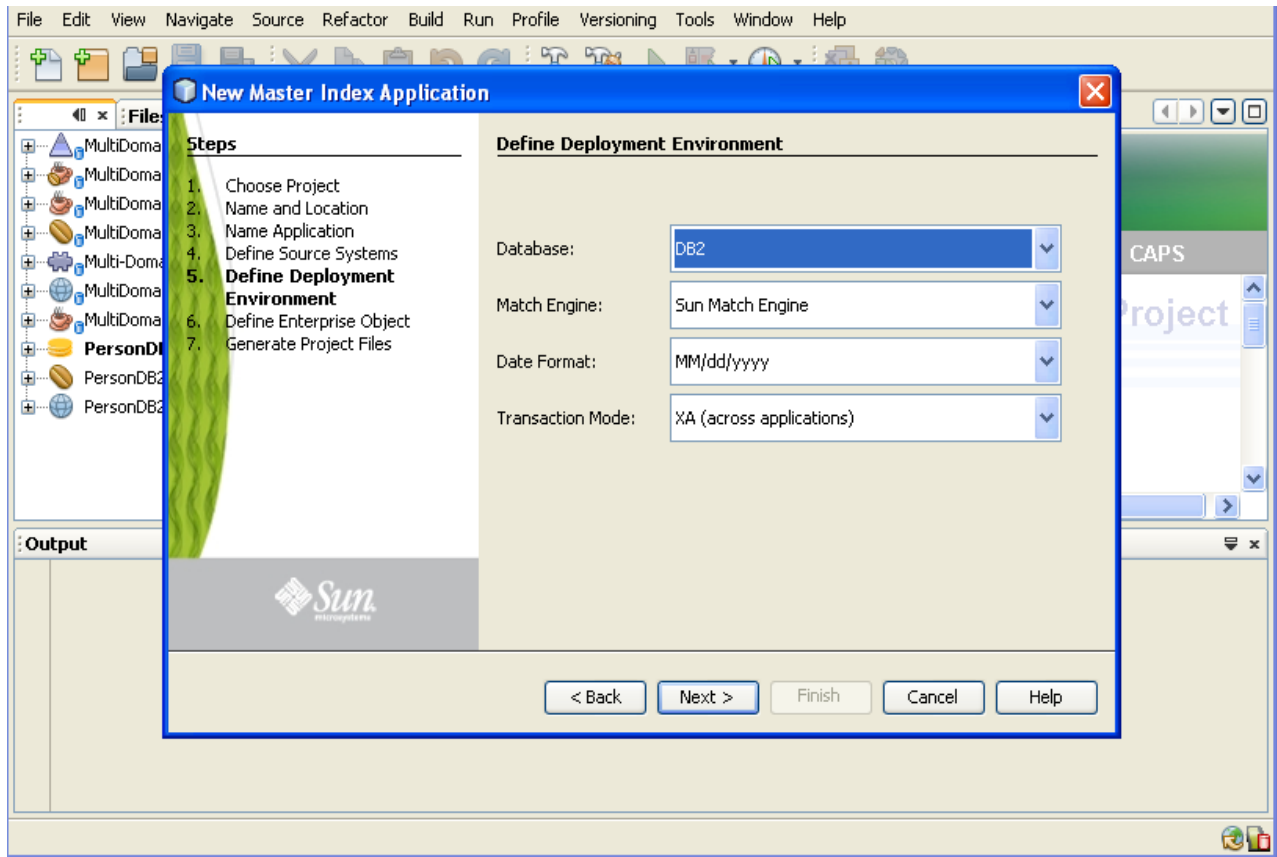 File Edit View Navigate Source Refactor Build Run Profile Versioning Tools Window Help
New Master Index Application
Files
MultiDoma
MultiDoma
MultiDoma
MultiDoma
Multi-Doma
MultiDoma
MultiDoma
PersonDB
PersonDB2
PersonDB2
Steps
1. Choose Project
2. Name and Location
3. Name Application
4. Define Source Systems
5. Define Deployment
Environment
6. Define Enterprise Object
7. Generate Project Files
Sun
microsystems
Define Deployment Environment
Database: DB2
Match Engine: Sun Match Engine
Date Format: MM/dd/yyyy
Transaction Mode: XA (across applications)
< Back Next > Finish Cancel Help
CAPS
Project
Output